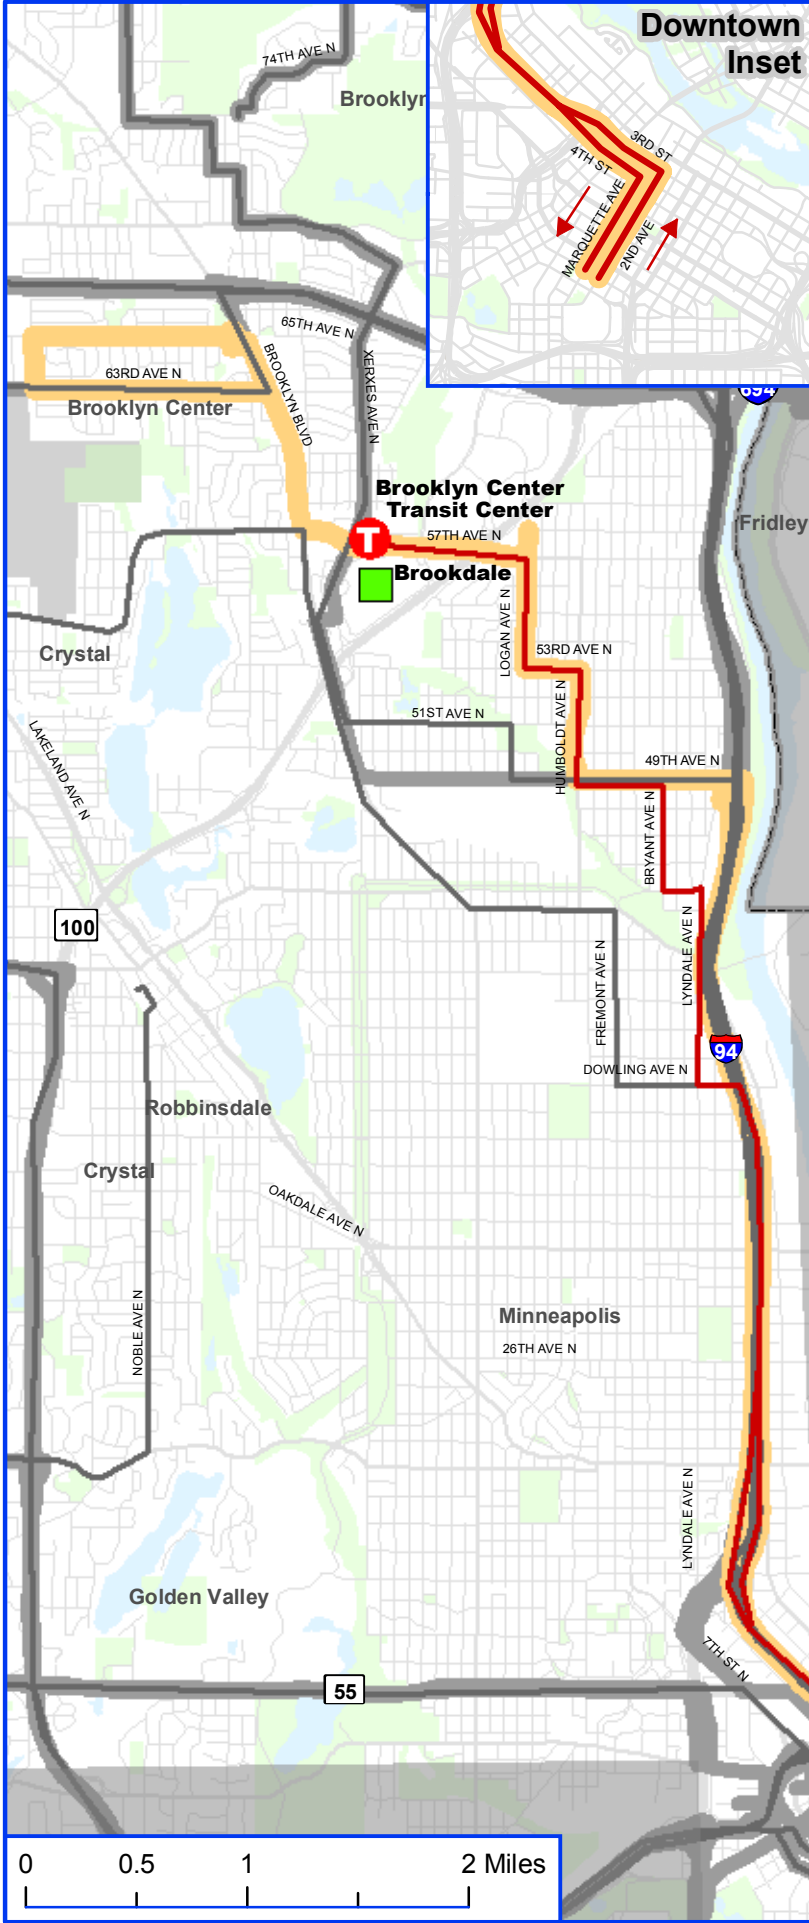 Downtown
Inset
74TH AVE N
Brooklyn
3RD ST
4TH ST
MARQUETTE AVE
2ND AVE
65TH AVE N
63RD AVE N
BROOKLYN BLVD
XERXES AVE N
Brooklyn Center
694
Brooklyn Center
Transit Center
T
57TH AVE N
Fridley
Brookdale
LOGAN AVE N
53RD AVE N
Crystal
HUMBOLDT AVE N
51ST AVE N
LAKELAND AVE N
49TH AVE N
BRYANT AVE N
100
LYNDALE AVE N
FREMONT AVE N
94
DOWLING AVE N
Robbinsdale
Crystal
OAKDALE AVE N
NOBLE AVE N
Minneapolis
26TH AVE N
LYNDALE AVE N
Golden Valley
7TH ST N
55
0 0.5 1 2 Miles